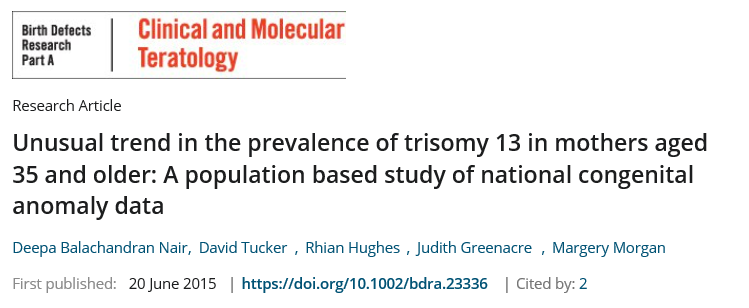 Birth Defects
Research
Part A
Clinical and Molecular
Teratology
Research Article
Unusual trend in the prevalence of trisomy 13 in mothers aged
35 and older: A population based study of national congenital
anomaly data
Deepa Balachandran Nair, David Tucker , Rhian Hughes , Judith Greenacre , Margery Morgan
First published: 20 June 2015 | https://doi.org/10.1002/bdra.23336 | Cited by: 2